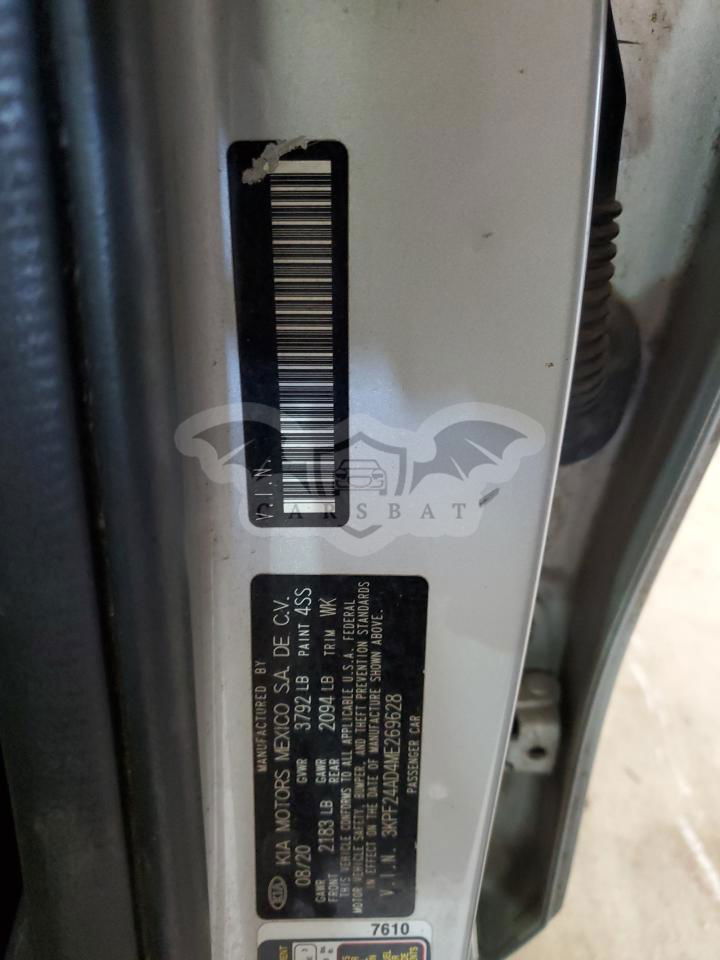 V.I.N.
CARSBAT
MANUFACTURED BY
KIA KIA MOTORS MEXICO S.A. DE C.V.
08/20 GVWR 3792 LB PAINT 4SS
GAWR FRONT 2183 LB GAWR REAR 2094 LB TRIM WK
THIS VEHICLE CONFORMS TO ALL APPLICABLE U.S.A. FEDERAL
MOTOR VEHICLE SAFETY, BUMPER, AND THEFT PREVENTION STANDARDS
IN EFFECT ON THE DATE OF MANUFACTURE SHOWN ABOVE.
V.I.N. 3KPF24AD4ME269628
PASSENGER CAR
7610